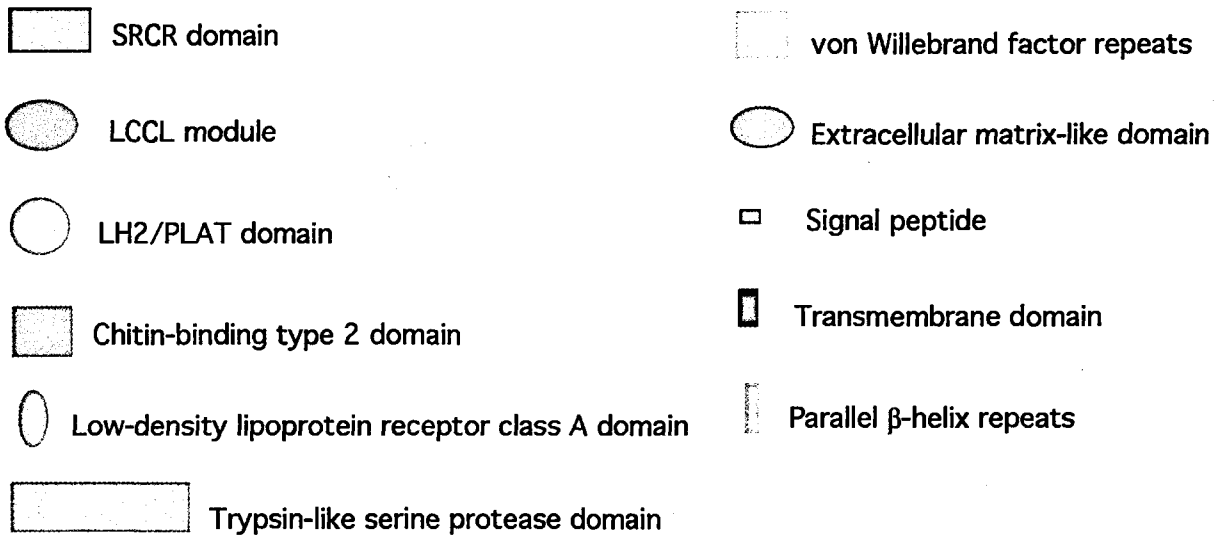 SRCR domain
LCCL module
LH2/PLAT domain
Chitin-binding type 2 domain
Low-density lipoprotein receptor class A domain
Trypsin-like serine protease domain
von Willebrand factor repeats
Extracellular matrix-like domain
Signal peptide
Transmembrane domain
Parallel β-helix repeats